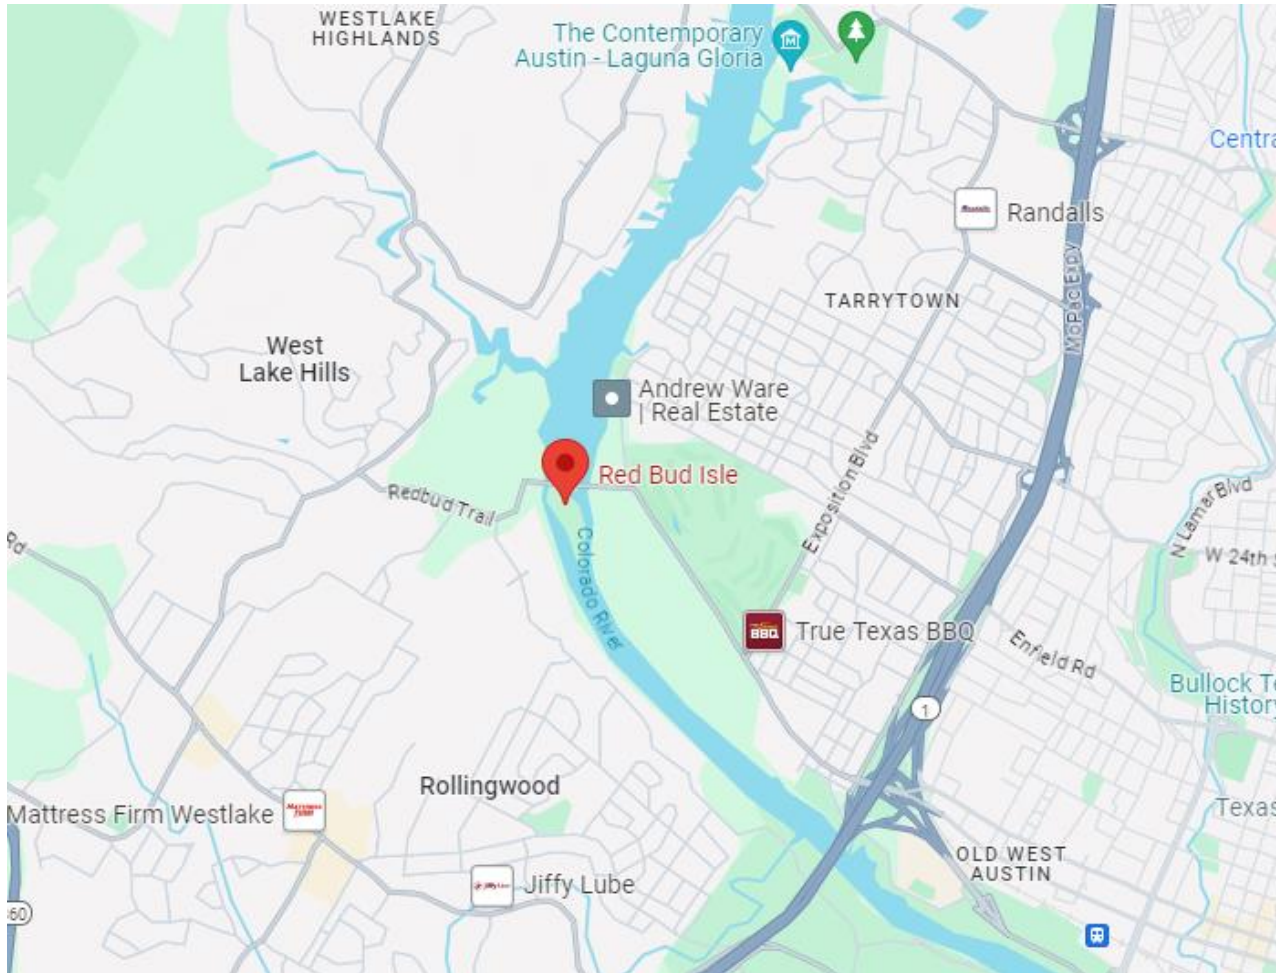 WESTLAKE
HIGHLANDS
The Contemporary
Austin - Laguna Gloria
Centra
Randalls
MoPac Expy
TARRYTOWN
West
Lake Hills
Andrew Ware
| Real Estate
Red Bud Isle
Redbud Trail
Exposition Blvd
N Lamar Blvd
W 24th S
Rd
Colorado River
BBQ
True Texas BBQ
Enfield Rd
Bullock Te
History
1
Rollingwood
Mattress Firm Westlake
Texas
OLD WEST
AUSTIN
Jiffy Lube
60